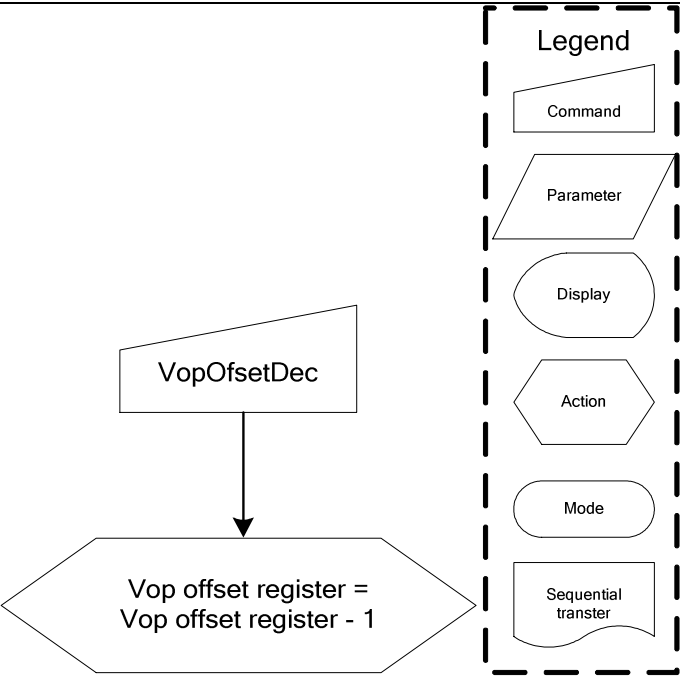 Legend
Command
Parameter
Display
Action
Mode
Sequential
transter
VopOfsetDec
Vop offset register =
Vop offset register - 1